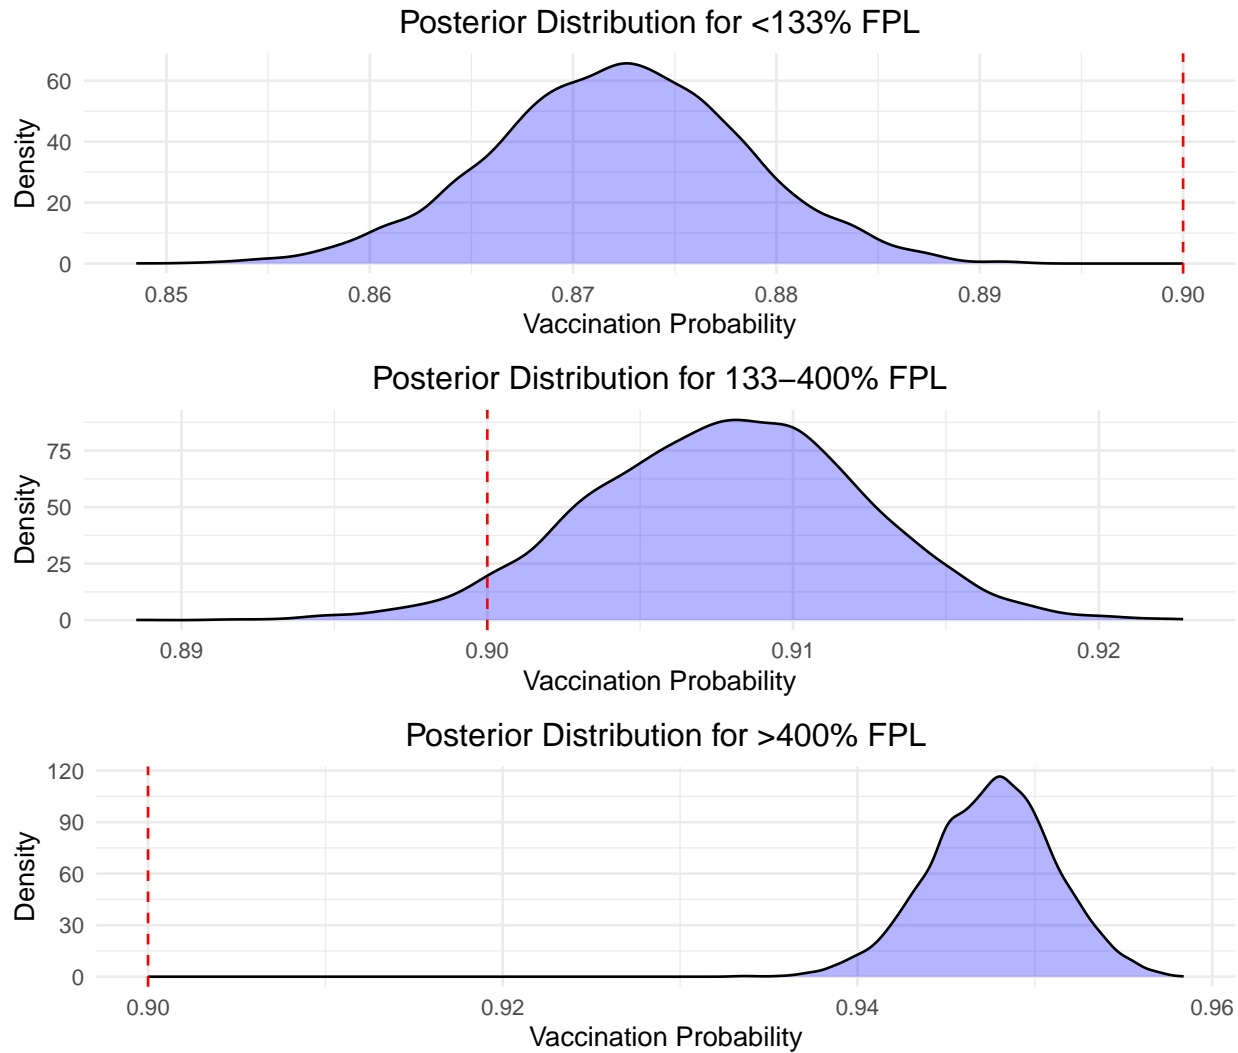 Posterior Distribution for <133% FPL
Density
60
40
20
0
0.85 0.86 0.87 0.88 0.89 0.90
Vaccination Probability
Posterior Distribution for 133–400% FPL
Density
75
50
25
0
0.89 0.90 0.91 0.92
Vaccination Probability
Posterior Distribution for >400% FPL
Density
120
90
60
30
0
0.90 0.92 0.94 0.96
Vaccination Probability